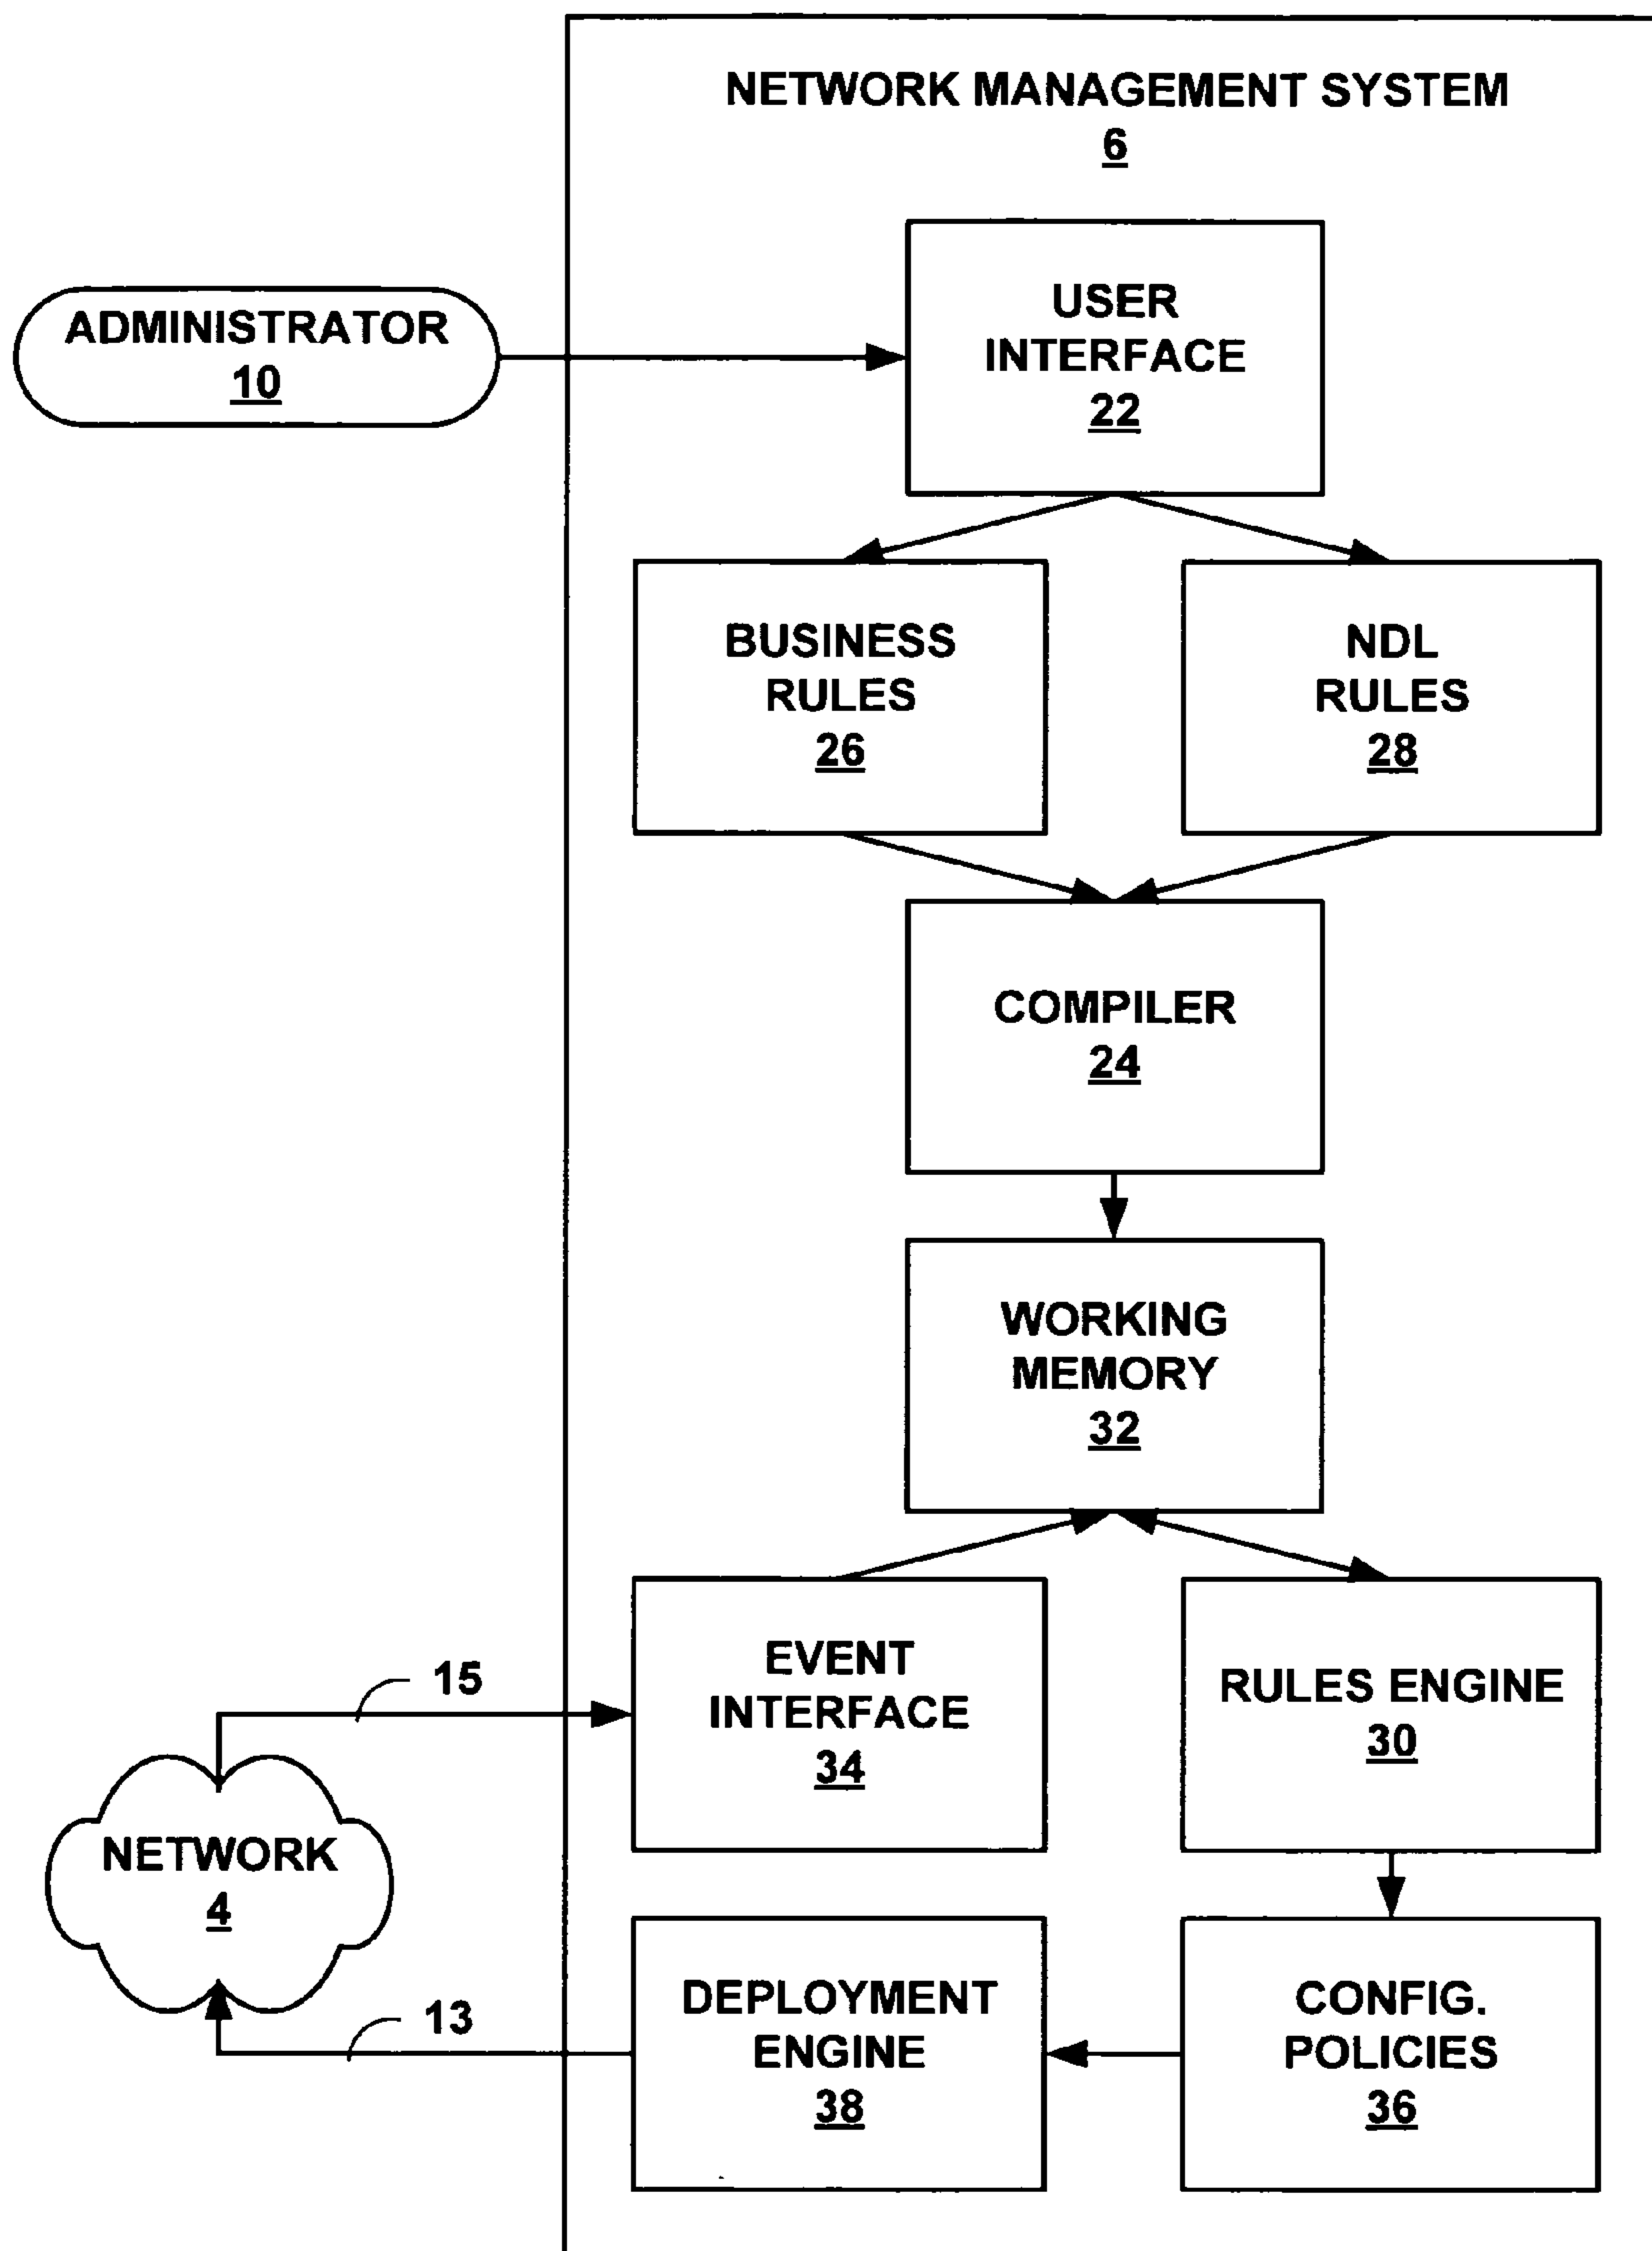 NETWORK MANAGEMENT SYSTEM
6
ADMINISTRATOR
10
USER
INTERFACE
22
BUSINESS
RULES
26
NDL
RULES
28
COMPILER
24
WORKING
MEMORY
32
15
EVENT
INTERFACE
34
RULES ENGINE
30
NETWORK
4
13
DEPLOYMENT
ENGINE
38
CONFIG.
POLICIES
36